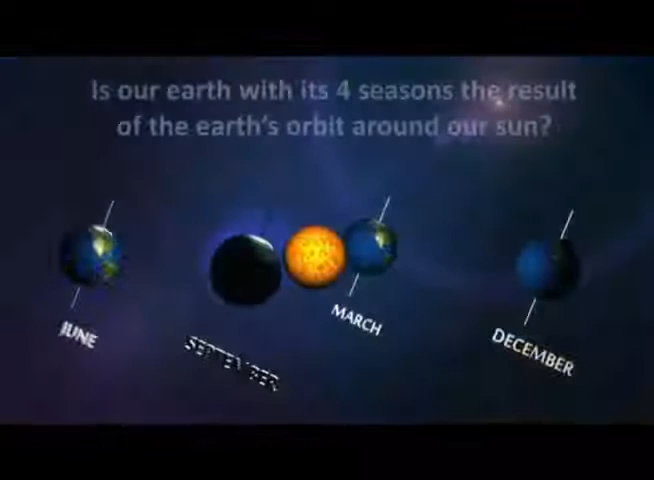 Is our earth with its 4 seasons the result
of the earth's orbit around our sun?
JUNE
SEPTEMBER
MARCH
DECEMBER